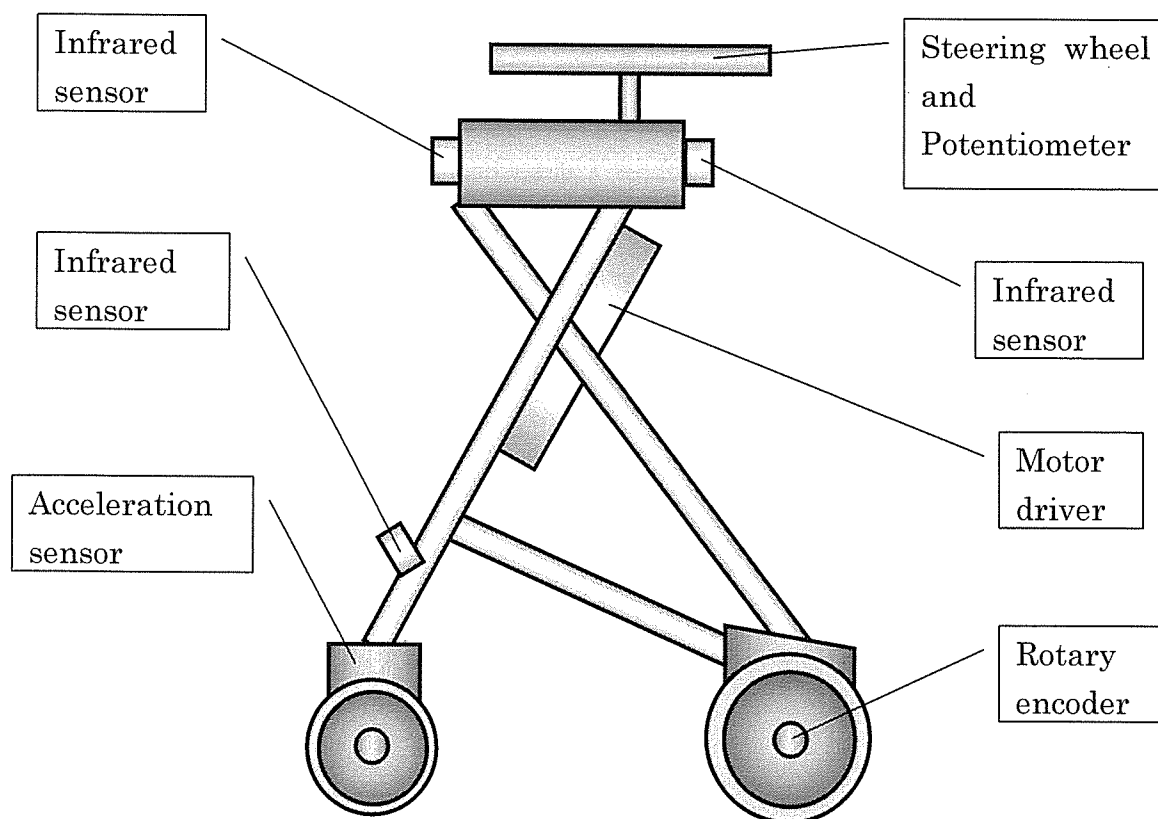 Infrared
sensor
Steering wheel
and
Potentiometer
Infrared
sensor
Infrared
sensor
Acceleration
sensor
Motor
driver
Rotary
encoder